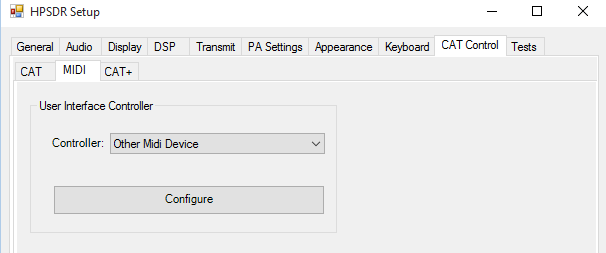 HPSDR Setup
General Audio Display DSP Transmit PA Settings Appearance Keyboard CAT Control Tests
CAT MIDI CAT+
User Interface Controller
Controller: Other Midi Device
Configure